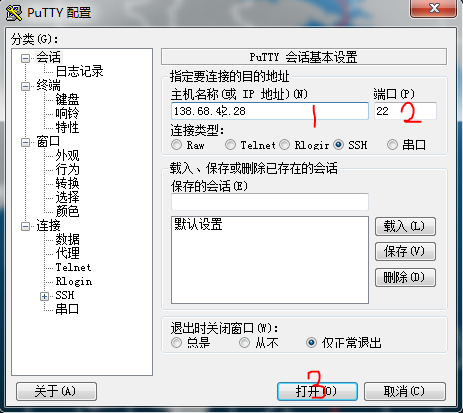 PuTTY 配置
分类(G):
会话
日志记录
终端
键盘
响铃
特性
窗口
外观
行为
转换
选择
颜色
连接
数据
代理
Telnet
Rlogin
SSH
串口
PuTTY 会话基本设置
指定要连接的目的地址
主机名称(或 IP 地址)(N) 端口(P)
138.68.42.28 1 22 2
连接类型:
Raw Telnet Rlogin SSH 串口
载入、保存或删除已存在的会话
保存的会话(E)
默认设置
载入(L)
保存(V)
删除(D)
退出时关闭窗口(W):
总是 从不 仅正常退出
关于(A) 打开(O) 3 取消(C)